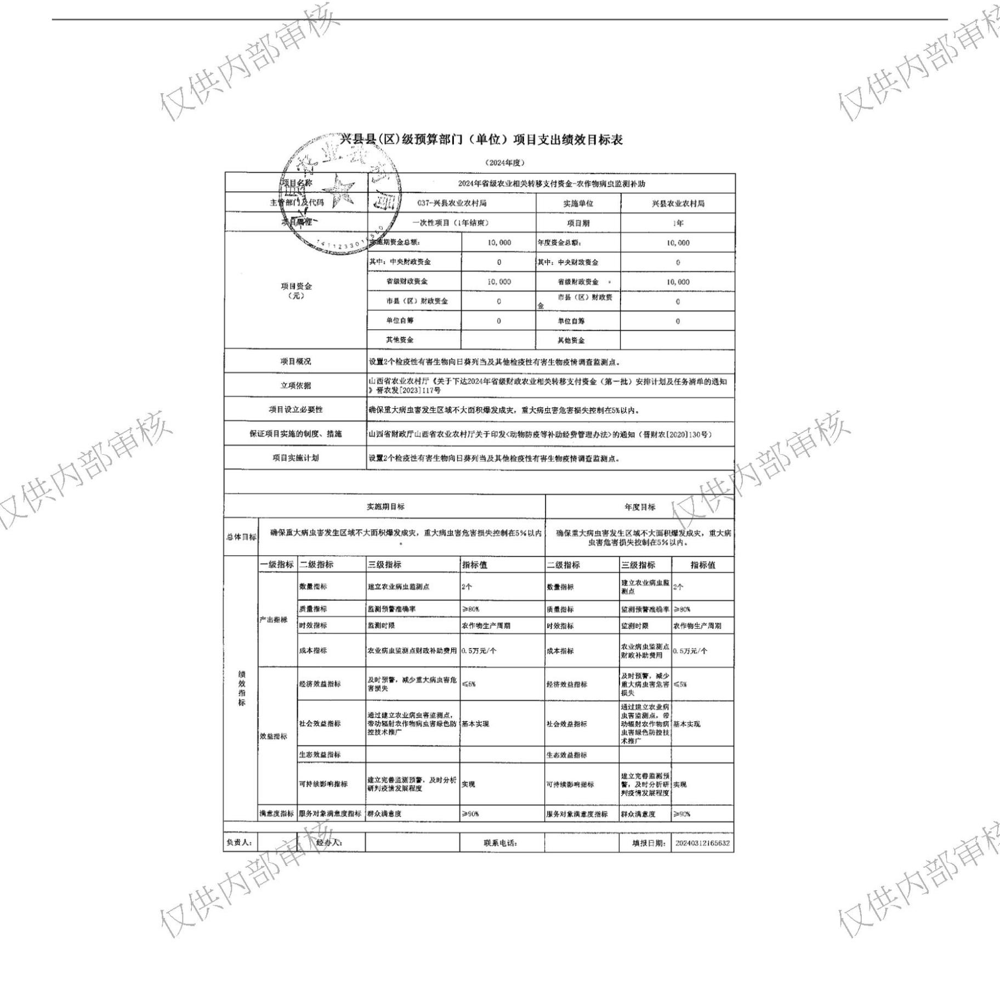 仅供内部审核
仅供内部审核
兴县县(区)级预算部门（单位）项目支出绩效目标表
（2024年度）
项目名称 2024年省级农业相关转移支付资金-农作物病虫监测补助
主管部门及代码 037-兴县农业农村局 实施单位 兴县农业农村局
项目属性 一次性项目（1年结束） 项目期 1年
项目资金
（元）
实施期资金总额: 10,000 年度资金总额: 10,000
其中: 中央财政资金 0 其中: 中央财政资金 0
省级财政资金 10,000 省级财政资金 10,000
市县（区）财政资金 0 市县（区）财政资
金 0
单位自筹 0 单位自筹 0
其他资金 其他资金
项目概况 设置2个检疫性有害生物向日葵列当及其他检疫性有害生物疫情调查监测点。
立项依据 山西省农业农村厅《关于下达2024年省级财政农业相关转移支付资金（第一批）安排计划及任务清单的通知
》晋农发[2023]117号
项目设立必要性 确保重大病虫害发生区域不大面积爆发成灾，重大病虫害危害损失控制在5%以内。
保证项目实施的制度、措施 山西省财政厅山西省农业农村厅关于印发<动物防疫等补助经费管理办法>的通知（晋财农[2020]130号）
项目实施计划 设置2个检疫性有害生物向日葵列当及其他检疫性有害生物疫情调查监测点。
仅供内部审核
仅供内部审核
实施期目标 年度目标
总体目标 确保重大病虫害发生区域不大面积爆发成灾，重大病虫害危害损失控制在5%以内
。
确保重大病虫害发生区域不大面积爆发成灾，重大病
虫害危害损失控制在5%以内。
绩效指标
一级指标 二级指标 三级指标 指标值 二级指标 三级指标 指标值
产出指标
数量指标 建立农业病虫监测点 2个 数量指标 建立农业病虫监
测点 2个
质量指标 监测预警准确率 ≥80% 质量指标 监测预警准确率 ≥80%
时效指标 监测时限 农作物生产周期 时效指标 监测时限 农作物生产周期
成本指标 农业病虫监测点财政补助费用 0.5万元/个 成本指标 农业病虫监测点
财政补助费用 0.5万元/个
效益指标
经济效益指标 及时预警，减少重大病虫害危
害损失 ≤5% 经济效益指标 及时预警，减少
重大病虫害危害
损失 ≤5%
社会效益指标 通过建立农业病虫害监测点，
带动辐射农作物病虫害绿色防
控技术推广 基本实现 社会效益指标 通过建立农业病
虫害监测点，带
动辐射农作物病
虫害绿色防控技
术推广 基本实现
生态效益指标 生态效益指标
可持续影响指标 建立完善监测预警，及时分析
研判疫情发展程度 实现 可持续影响指标 建立完善监测预
警，及时分析研
判疫情发展程度 实现
满意度指标 服务对象满意度指标 群众满意度 ≥90% 服务对象满意度指标 群众满意度 ≥90%
负责人: 经办人: 联系电话: 填报日期: 20240312165632
仅供内部审核
仅供内部审核